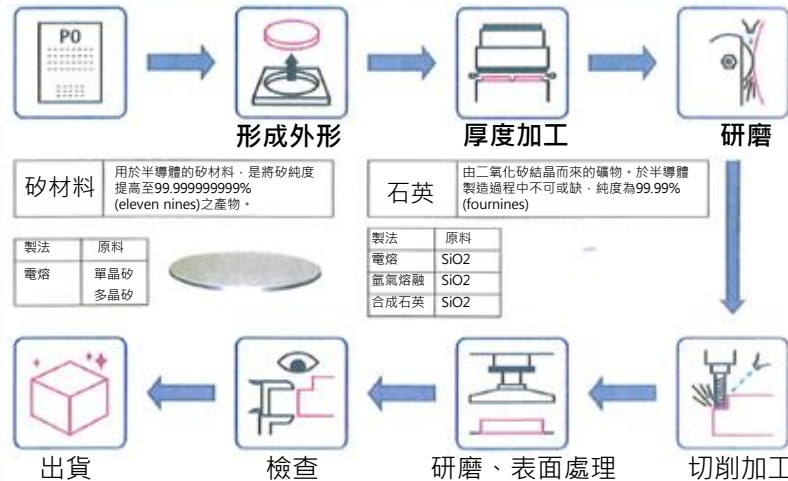 PO
形成外形
厚度加工
研磨
矽材料
用於半導體的矽材料，是將矽純度
提高至99.999999999%
(eleven nines)之產物。
石英
由二氧化矽結晶而來的礦物。於半導體
製造過程中不可或缺，純度為99.99%
(fournines)
製法 原料
電熔 單晶矽
多晶矽
製法 原料
電熔 SiO2
氫氣熔融 SiO2
合成石英 SiO2
出貨
檢查
研磨、表面處理
切削加工